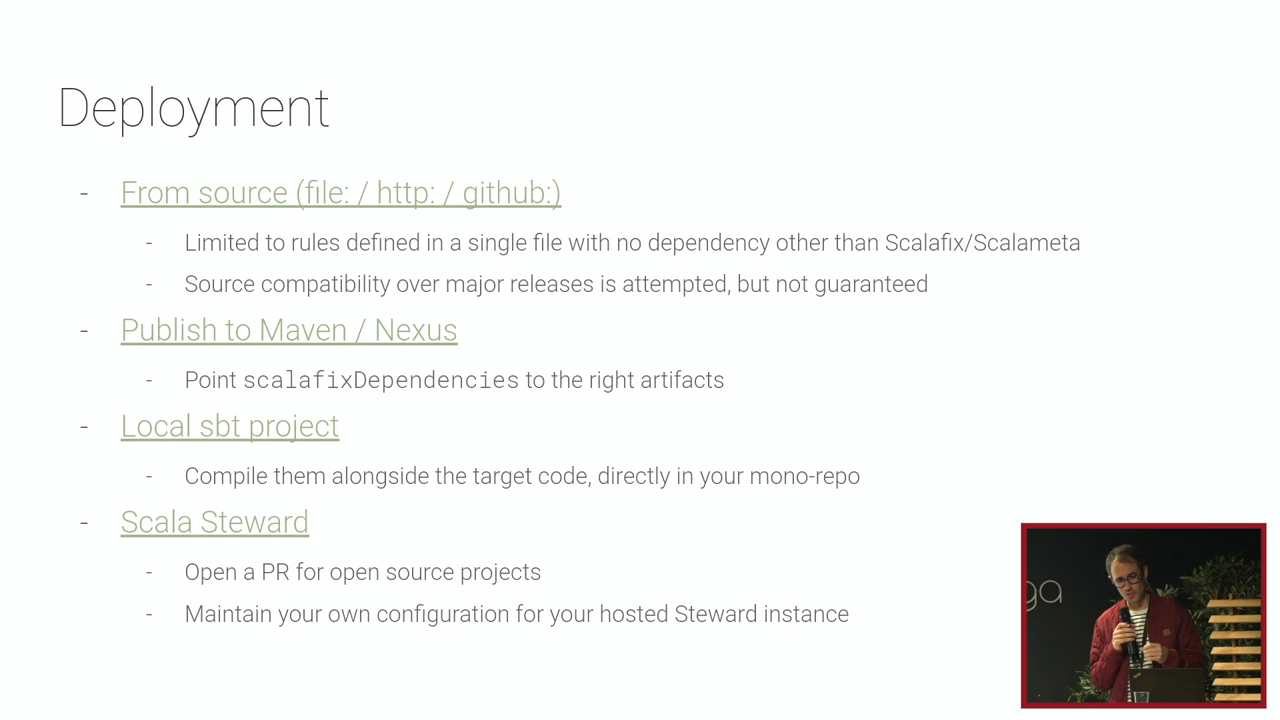 Deployment
- From source (file: / http: / github:)
- Limited to rules defined in a single file with no dependency other than Scalafix/Scalameta
- Source compatibility over major releases is attempted, but not guaranteed
- Publish to Maven / Nexus
- Point scalafixDependencies to the right artifacts
- Local sbt project
- Compile them alongside the target code, directly in your mono-repo
- Scala Steward
- Open a PR for open source projects
- Maintain your own configuration for your hosted Steward instance
ga